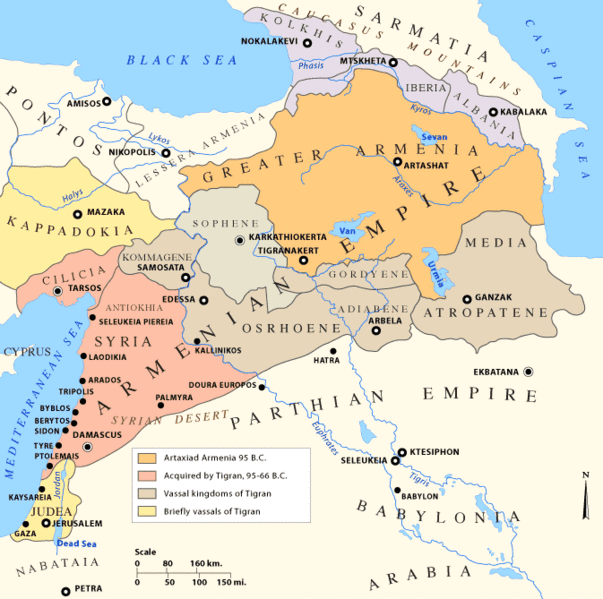 SARMATIA
CAUCASUS MOUNTAINS
KOLKHIS
NOKALAKEVI
BLACK SEA
CASPIAN SEA
Phasis
MTSKHETA
IBERIA
ALBANIA
KABALAKA
Kyros
AMISOS
PONTOS
Lykos
NIKOPOLIS
LESSERA ARMENIA
GREATER ARMENIA
Sevan
ARTASHAT
Araxes
Halys
MAZAKA
KAPPADOKIA
SOPHENE
KARKATHIOKERTA
TIGRANAKERT
Van
ARMENIAN EMPIRE
MEDIA
ATROPATENE
Urmia
GANZAK
KOMMAGENE
SAMOSATA
GORDYENE
CILICIA
TARSOS
EDESSA
OSRHOENE
ADIABENE
ARBELA
ANTIOKHIA
SELEUKEIA PIEREIA
SYRIA
KALLINIKOS
HATRA
CYPRUS
MEDITERRANEAN SEA
LAODIKIA
EKBATANA
ARADOS
TRIPOLIS
DOURA EUROPOS
PALMYRA
BYBLOS
BERYTOS
SIDON
SYRIAN DESERT
PARTHIAN EMPIRE
DAMASCUS
TYRE
PTOLEMAIS
Euphrates
KTESIPHON
SELEUKEIA
Tigris
BABYLON
BABYLONIA
KAYSAREIA
Jordan
JUDEA
JERUSALEM
GAZA
Dead Sea
NABATAIA
PETRA
ARABIA
Artaxiad Armenia 95 B.C.
Acquired by Tigran, 95-66 B.C.
Vassal kingdoms of Tigran
Briefly vassals of Tigran
Scale
0 80 160 km.
0 50 100 150 mi.
N